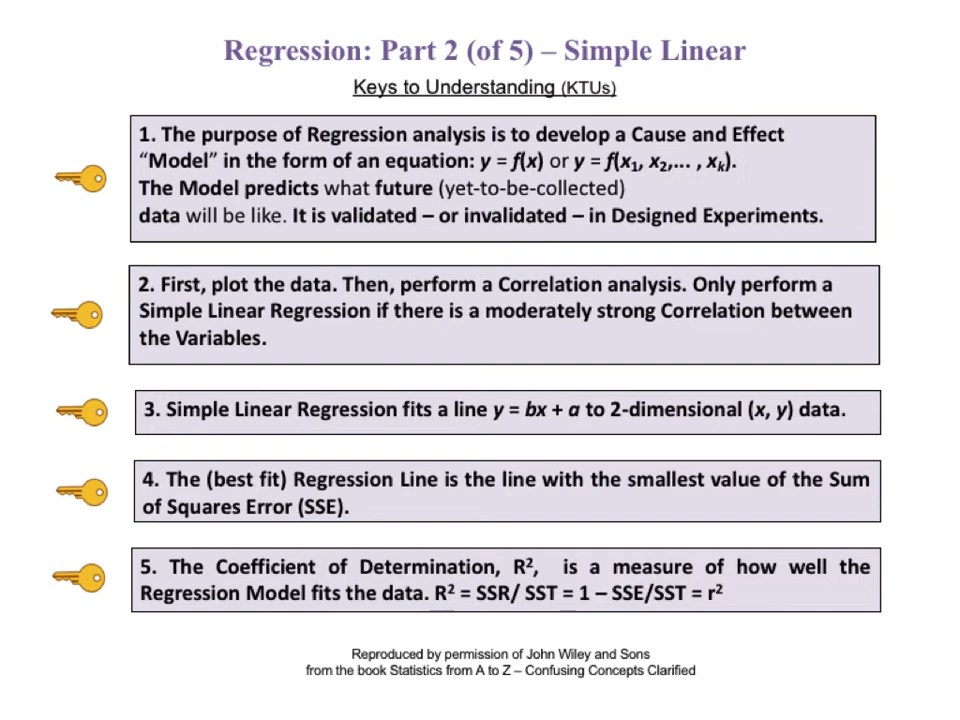 Regression: Part 2 (of 5) – Simple Linear
Keys to Understanding (KTUs)
1. The purpose of Regression analysis is to develop a Cause and Effect
“Model” in the form of an equation: y = f(x) or y = f(x₁, x₂,... , xₖ).
The Model predicts what future (yet-to-be-collected)
data will be like. It is validated – or invalidated – in Designed Experiments.
2. First, plot the data. Then, perform a Correlation analysis. Only perform a
Simple Linear Regression if there is a moderately strong Correlation between
the Variables.
3. Simple Linear Regression fits a line y = bx + a to 2-dimensional (x, y) data.
4. The (best fit) Regression Line is the line with the smallest value of the Sum
of Squares Error (SSE).
5. The Coefficient of Determination, R², is a measure of how well the
Regression Model fits the data. R² = SSR/ SST = 1 – SSE/SST = r²
Reproduced by permission of John Wiley and Sons
from the book Statistics from A to Z – Confusing Concepts Clarified